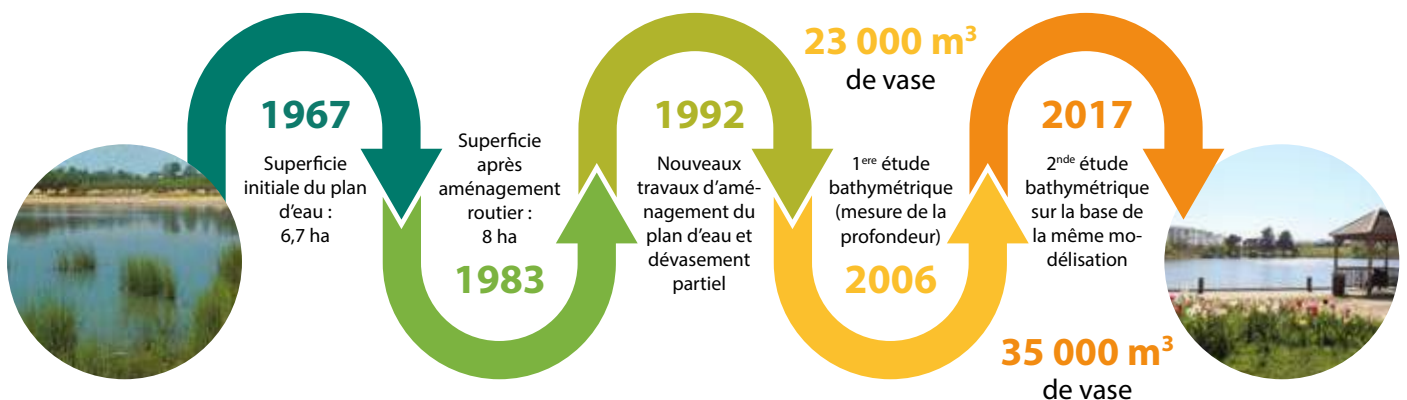 1967
Superficie
initiale du plan
d'eau :
6,7 ha
Superficie
après
aménagement
routier :
8 ha
1983
1992
Nouveaux
travaux d'amé-
nagement du
plan d'eau et
dévasement
partiel
23 000 m³
de vase
1ere étude
bathymétrique
(mesure de la
profondeur)
2006
2017
2nde étude
bathymétrique
sur la base de
la même mo-
délisation
35 000 m³
de vase